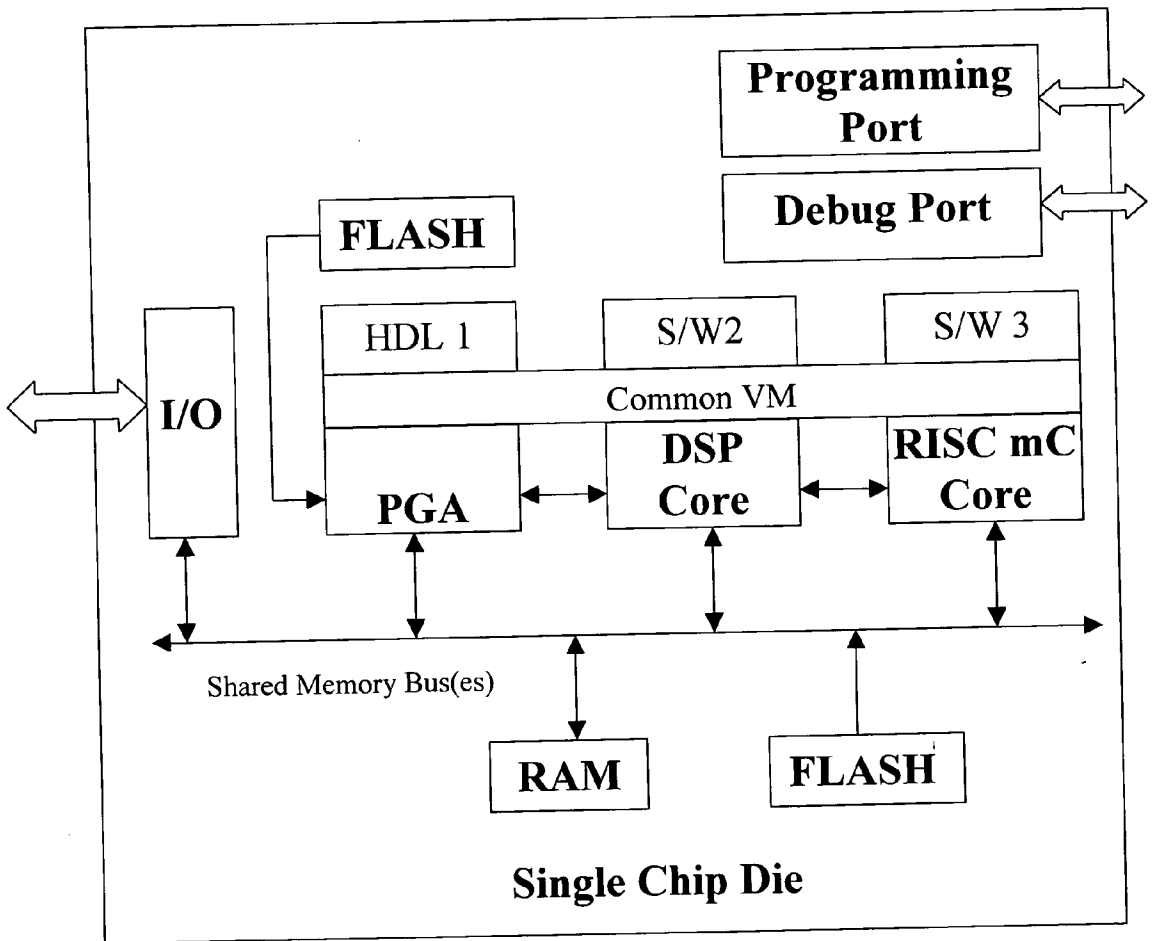 Programming
Port
Debug Port
FLASH
HDL 1
S/W2
S/W 3
I/O
Common VM
PGA
DSP
Core
RISC mC
Core
Shared Memory Bus(es)
RAM
FLASH
Single Chip Die